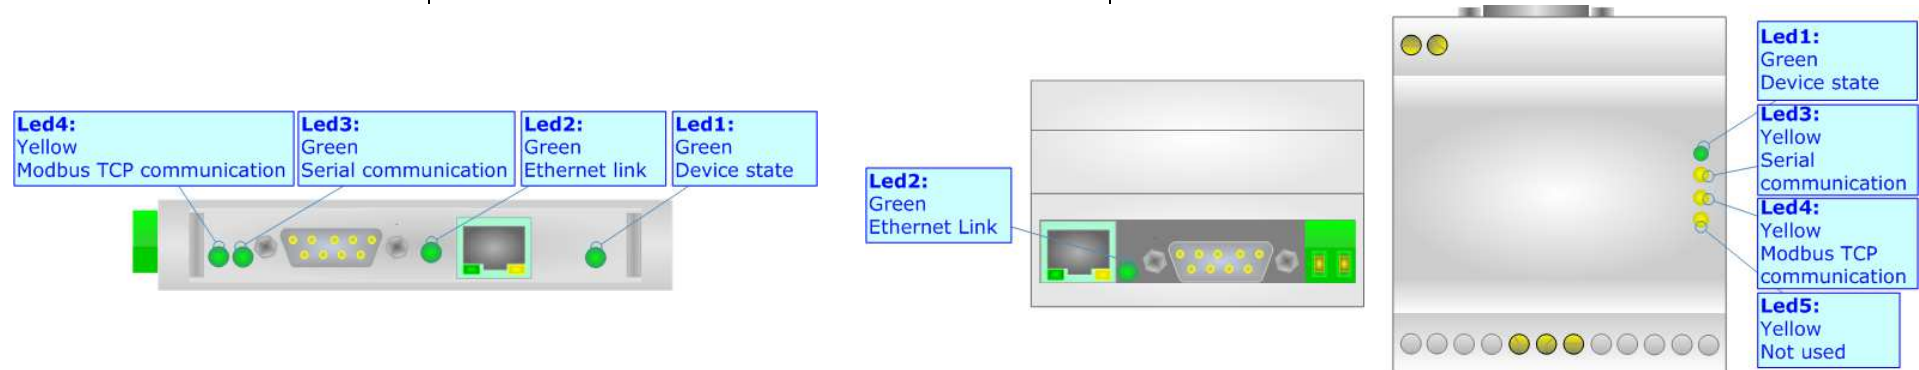 Led4:
Yellow
Modbus TCP communication
Led3:
Green
Serial communication
Led2:
Green
Ethernet link
Led1:
Green
Device state
Led2:
Green
Ethernet Link
Led1:
Green
Device state
Led3:
Yellow
Serial
communication
Led4:
Yellow
Modbus TCP
communication
Led5:
Yellow
Not used